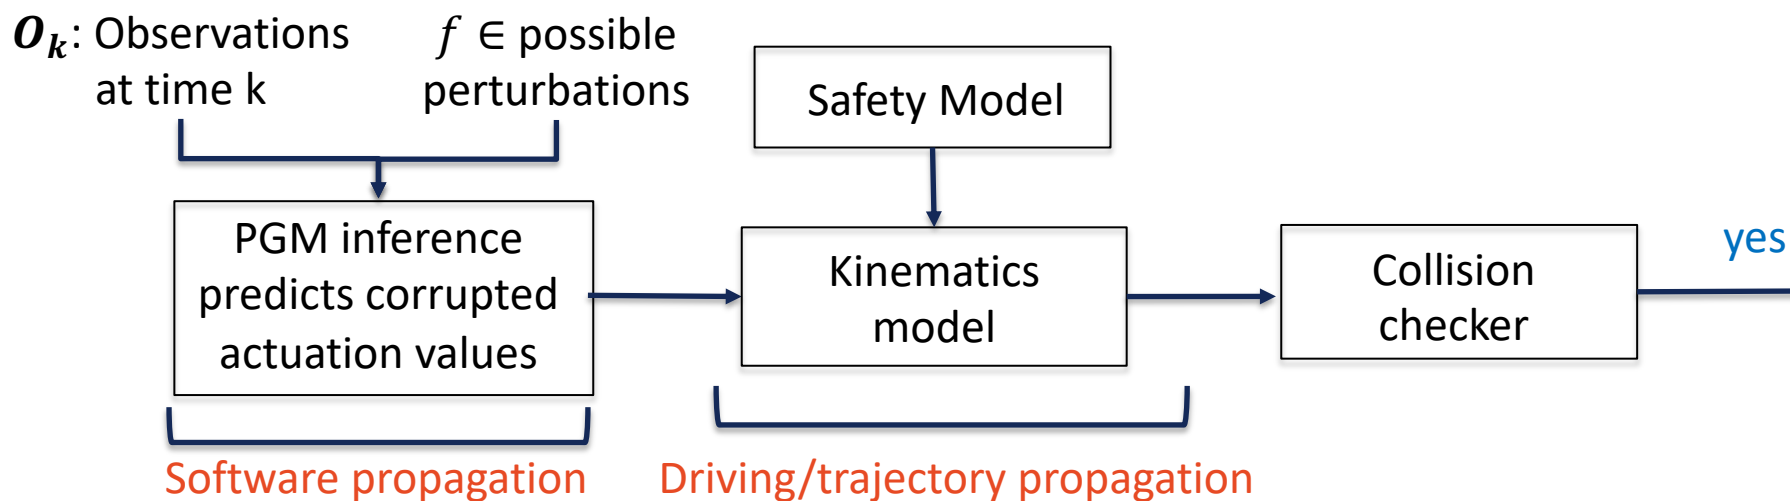 𝑶𝒌: Observations
at time k
𝑓 ∈ possible
perturbations
Safety Model
PGM inference
predicts corrupted
actuation values
Kinematics
model
Collision
checker
yes
Software propagation
Driving/trajectory propagation